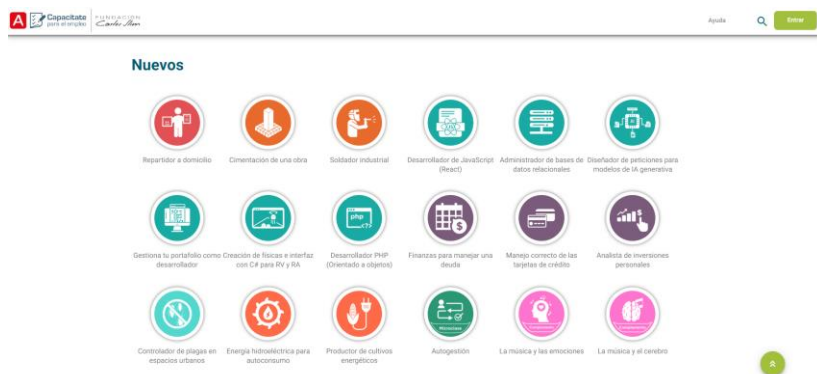 A Capacítate para el empleo FUNDACIÓN Carlos Slim
Ayuda
Entrar
Nuevos
Repartidor a domicilio
Cimentación de una obra
Soldador industrial
Desarrollador de JavaScript
(React)
Administrador de bases de
datos relacionales
Diseñador de peticiones para
modelos de IA generativa
php
Gestiona tu portafolio como
desarrollador
Creación de físicas e interfaz
con C# para RV y RA
Desarrollador PHP
(Orientado a objetos)
Finanzas para manejar una
deuda
Manejo correcto de las
tarjetas de crédito
Analista de inversiones
personales
Controlador de plagas en
espacios urbanos
Energía hidroeléctrica para
autoconsumo
Productor de cultivos
energéticos
Autogestión
La música y las emociones
La música y el cerebro